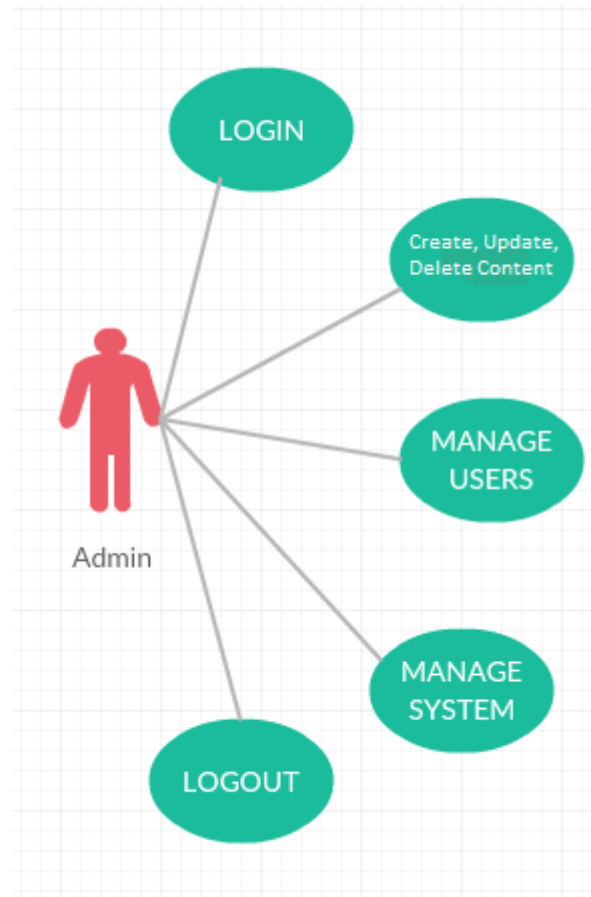 LOGIN
Create, Update,
Delete Content
MANAGE
USERS
Admin
MANAGE
SYSTEM
LOGOUT